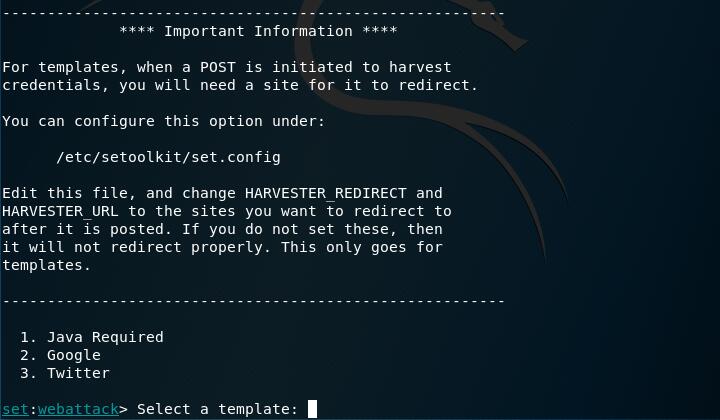 --------------------------------------------------------
**** Important Information ****
For templates, when a POST is initiated to harvest
credentials, you will need a site for it to redirect.
You can configure this option under:
/etc/setoolkit/set.config
Edit this file, and change HARVESTER_REDIRECT and
HARVESTER_URL to the sites you want to redirect to
after it is posted. If you do not set these, then
it will not redirect properly. This only goes for
templates.
--------------------------------------------------------
1. Java Required
2. Google
3. Twitter
set:webattack> Select a template: